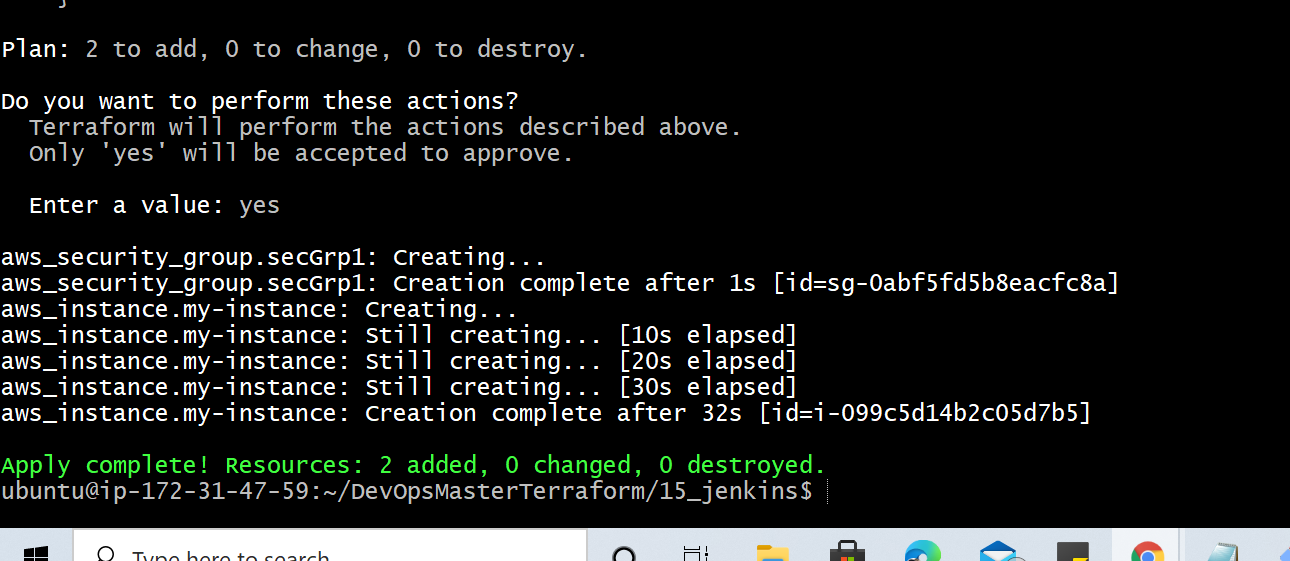 Plan: 2 to add, 0 to change, 0 to destroy.
Do you want to perform these actions?
Terraform will perform the actions described above.
Only 'yes' will be accepted to approve.
Enter a value: yes
aws_security_group.secGrp1: Creating...
aws_security_group.secGrp1: Creation complete after 1s [id=sg-0abf5fd5b8eacfc8a]
aws_instance.my-instance: Creating...
aws_instance.my-instance: Still creating... [10s elapsed]
aws_instance.my-instance: Still creating... [20s elapsed]
aws_instance.my-instance: Still creating... [30s elapsed]
aws_instance.my-instance: Creation complete after 32s [id=i-099c5d14b2c05d7b5]
Apply complete! Resources: 2 added, 0 changed, 0 destroyed.
ubuntu@ip-172-31-47-59:~/DevOpsMasterTerraform/15_jenkins$
Type here to search